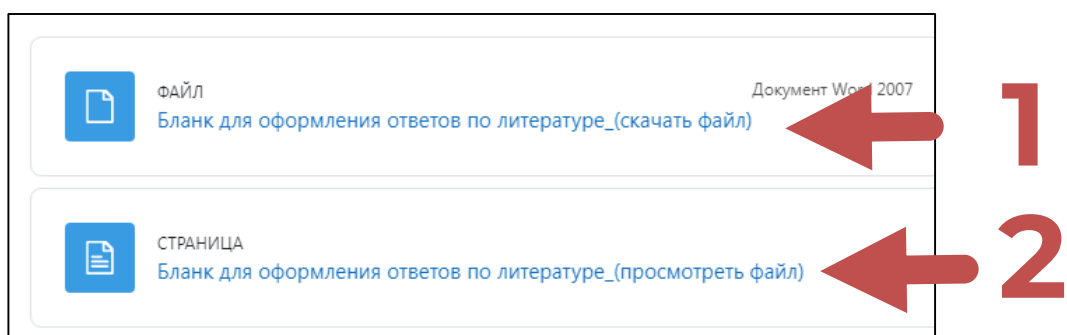 ФАЙЛ
Документ Word 2007
Бланк для оформления ответов по литературе_(скачать файл)
1
СТРАНИЦА
Бланк для оформления ответов по литературе_(просмотреть файл)
2